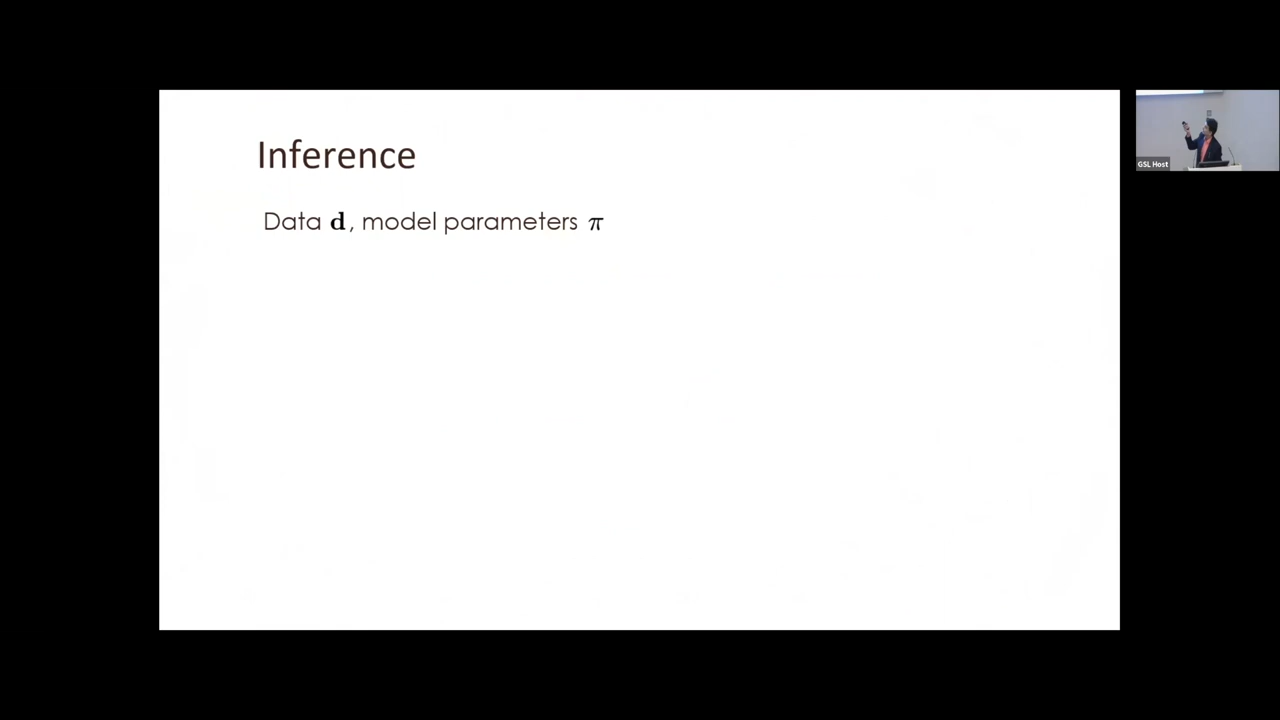 Inference
Data d, model parameters π
GSL Host